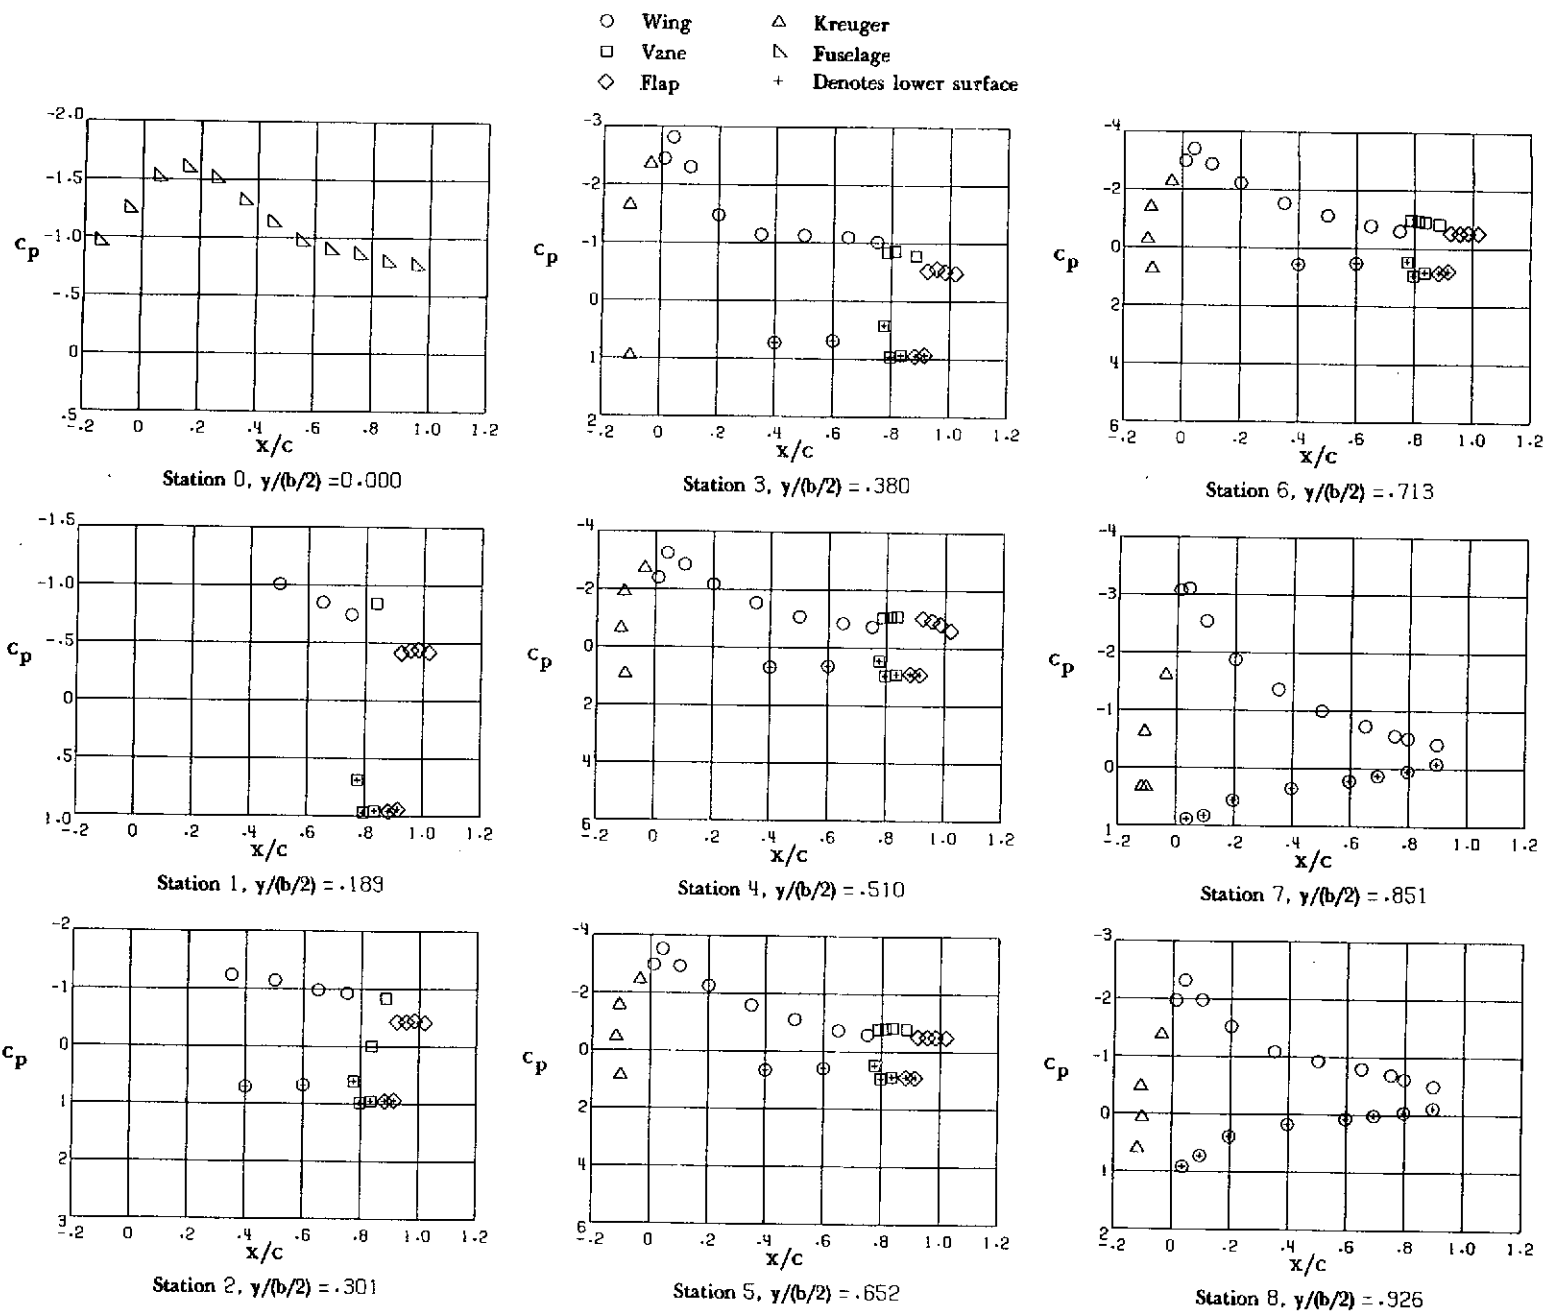 Wing
Vane
Flap
Kreuger
Fuselage
+ Denotes lower surface
-2.0
-1.5
-1.0
-.5
0
.5
cp
-.2 0 .2 .4 .6 .8 1.0 1.2
x/c
Station 0, y/(b/2) =0.000
-3
-2
-1
0
1
2
cp
-.2 0 .2 .4 .6 .8 1.0 1.2
x/c
Station 3, y/(b/2) = .380
-4
-2
0
2
4
6
cp
-.2 0 .2 .4 .6 .8 1.0 1.2
x/c
Station 6, y/(b/2) = .713
-1.5
-1.0
-.5
0
.5
1.0
cp
-.2 0 .2 .4 .6 .8 1.0 1.2
x/c
Station 1, y/(b/2) = .189
-4
-2
0
2
4
6
cp
-.2 0 .2 .4 .6 .8 1.0 1.2
x/c
Station 4, y/(b/2) = .510
-4
-3
-2
-1
0
1
cp
-.2 0 .2 .4 .6 .8 1.0 1.2
x/c
Station 7, y/(b/2) = .851
-2
-1
0
1
2
3
cp
-.2 0 .2 .4 .6 .8 1.0 1.2
x/c
Station 2, y/(b/2) = .301
-4
-2
0
2
4
6
cp
-.2 0 .2 .4 .6 .8 1.0 1.2
x/c
Station 5, y/(b/2) = .652
-3
-2
-1
0
1
2
cp
-.2 0 .2 .4 .6 .8 1.0 1.2
x/c
Station 8, y/(b/2) = .926